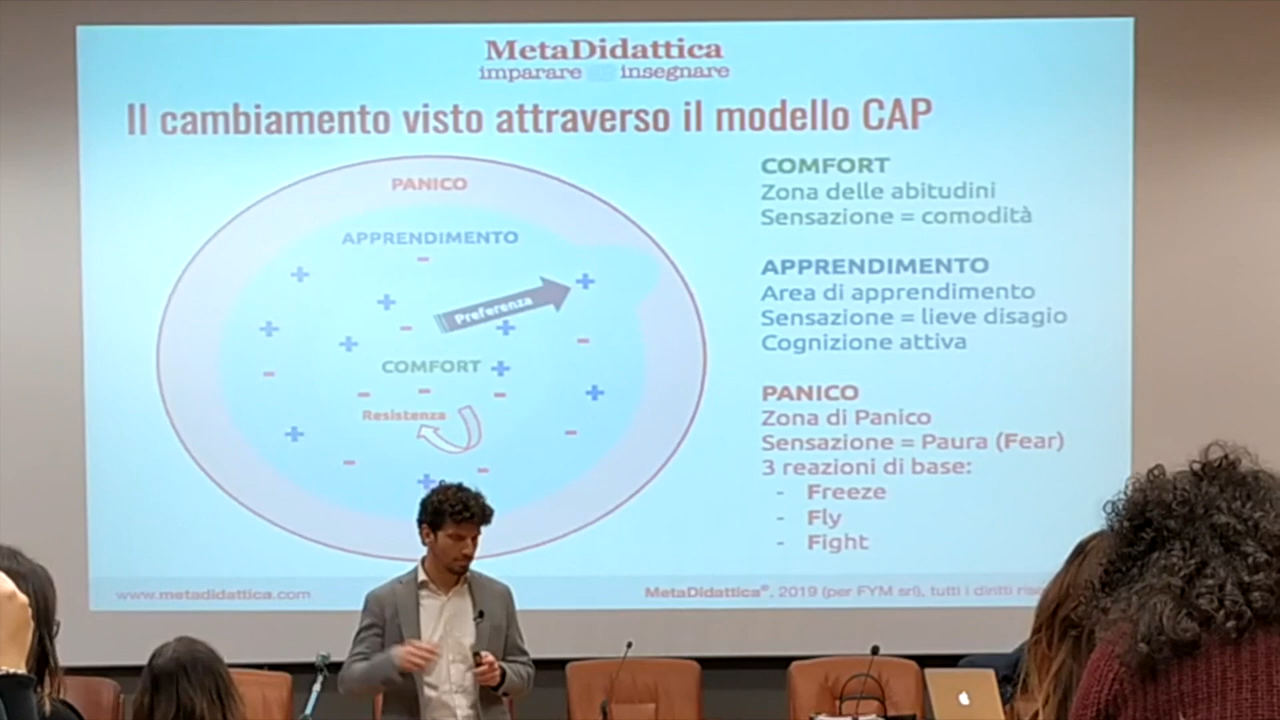 MetaDidattica
imparare
insegnare
Il cambiamento visto attraverso il modello CAP
PANICO
APPRENDIMENTO
Preferenza
COMFORT
Resistenza
COMFORT
Zona delle abitudini
Sensazione = comodità
APPRENDIMENTO
Area di apprendimento
Sensazione = lieve disagio
Cognizione attiva
PANICO
Zona di Panico
Sensazione = Paura (Fear)
3 reazioni di base:
- Freeze
- Fly
- Fight
www.metadidattica.com
MetaDidattica®, 2019 (per FYM srl), tutti i diritti